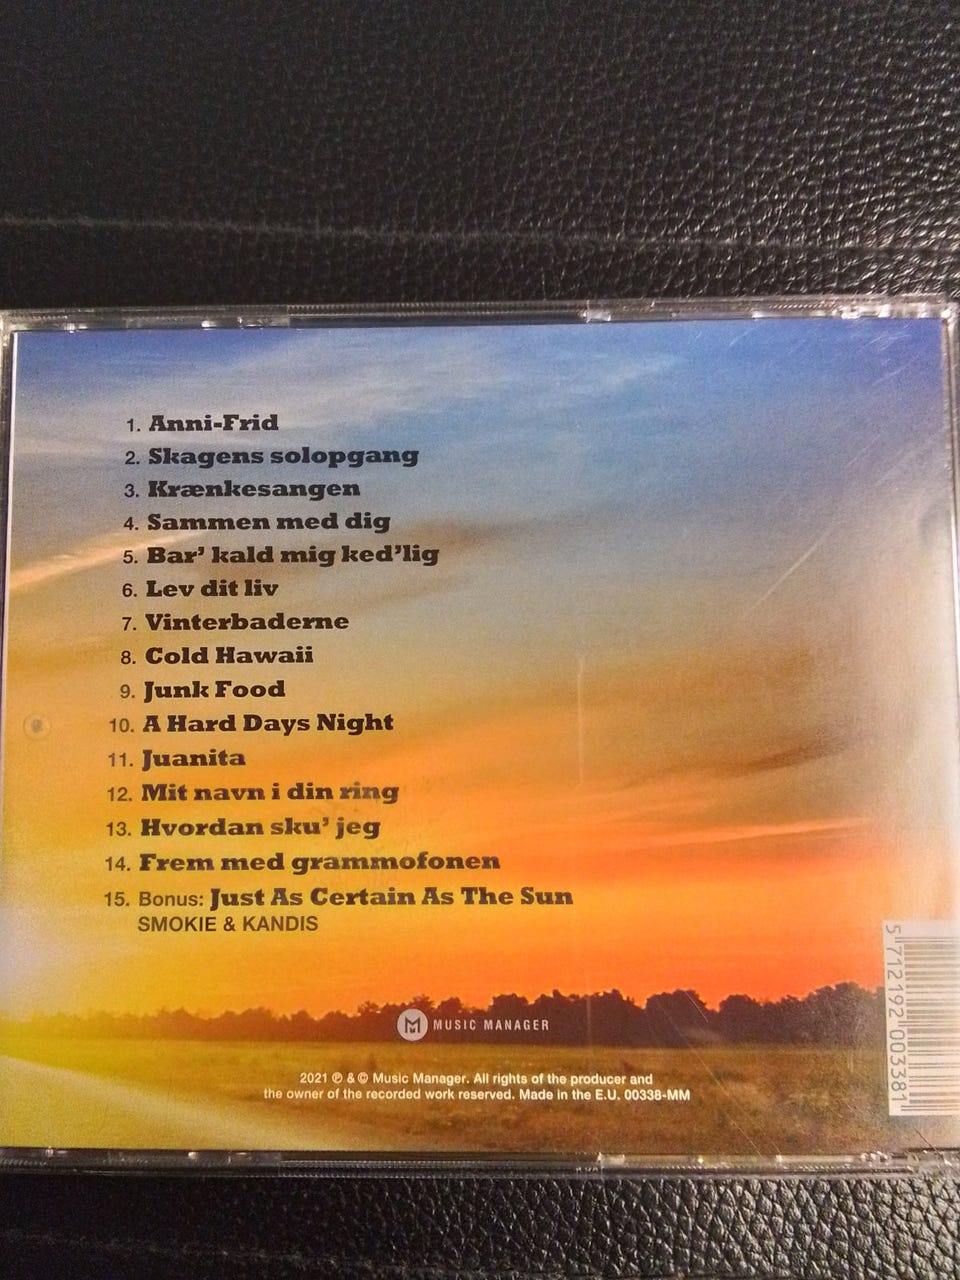 1. Anni-Frid
2. Skagens solopgang
3. Krænkesangen
4. Sammen med dig
5. Bar' kald mig ked'lig
6. Lev dit liv
7. Vinterbaderne
8. Cold Hawaii
9. Junk Food
10. A Hard Days Night
11. Juanita
12. Mit navn i din ring
13. Hvordan sku' jeg
14. Frem med grammofonen
15. Bonus: Just As Certain As The Sun
SMOKIE & KANDIS
M MUSIC MANAGER
2021 ℗ & © Music Manager. All rights of the producer and
the owner of the recorded work reserved. Made in the E.U. 00338-MM
5 712192 003381